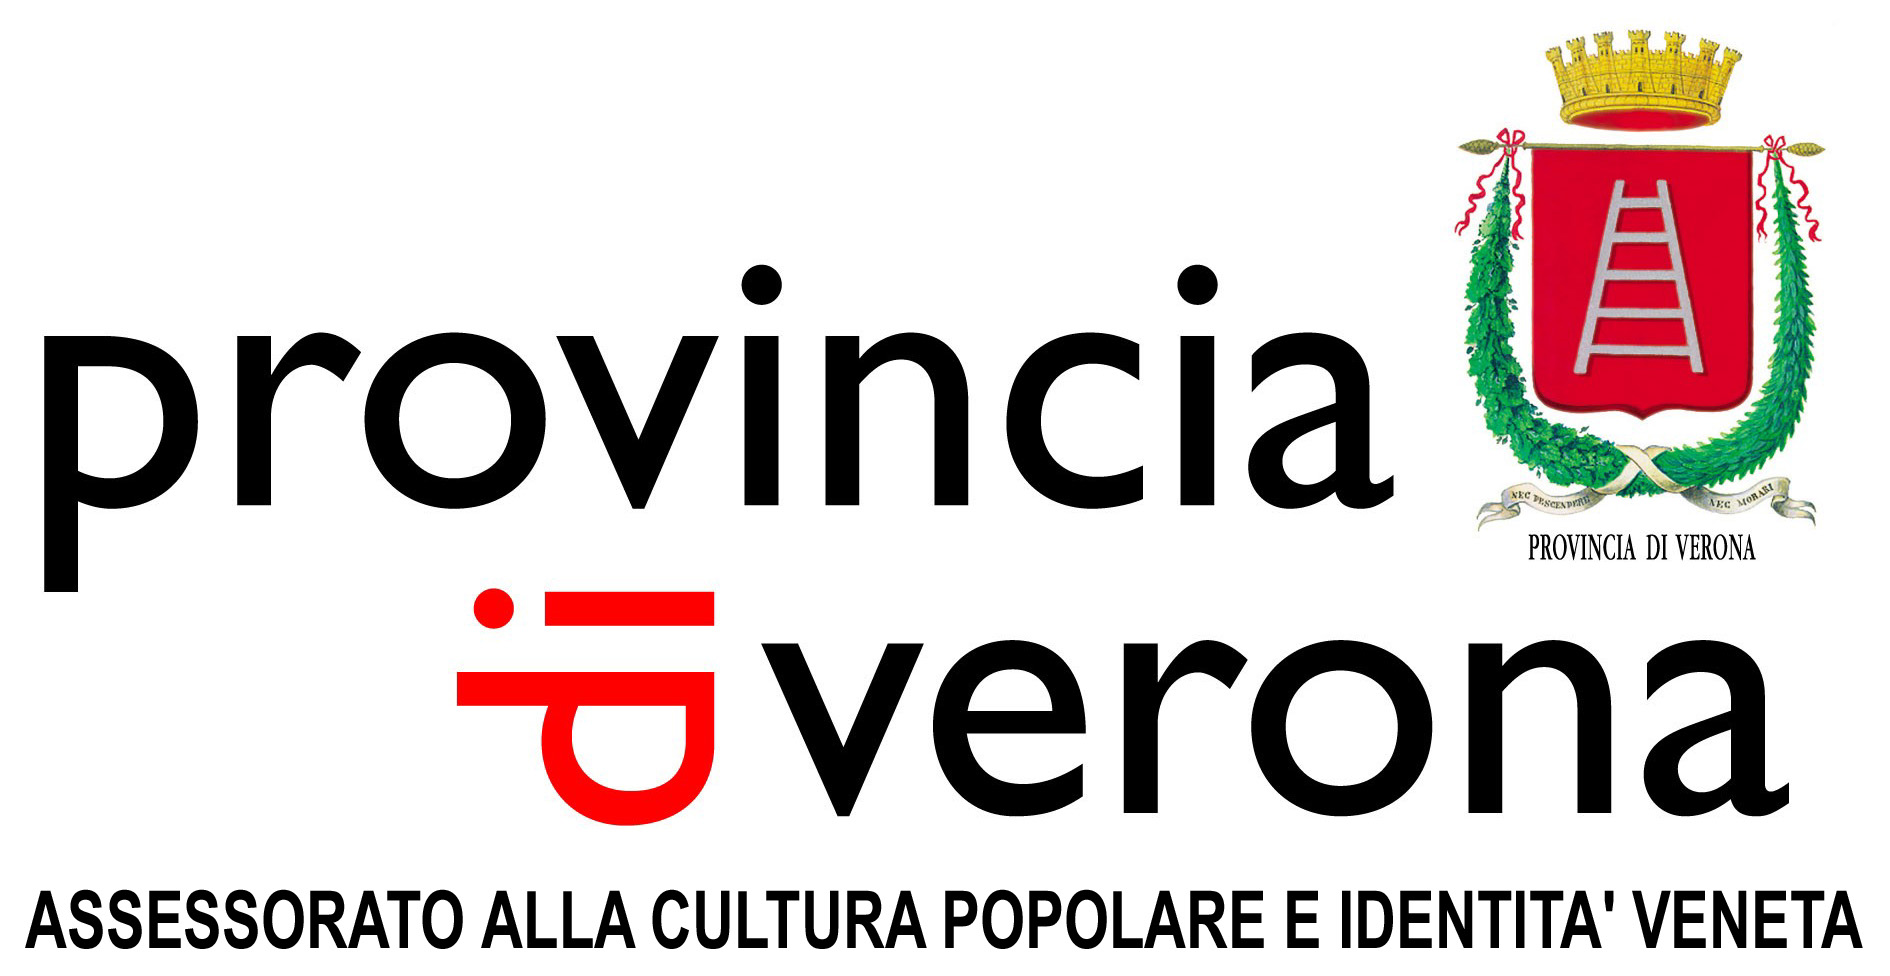 provincia
NEC DESCENDERE NEC MORARI
PROVINCIA DI VERONA
di verona
ASSESSORATO ALLA CULTURA POPOLARE E IDENTITA' VENETA